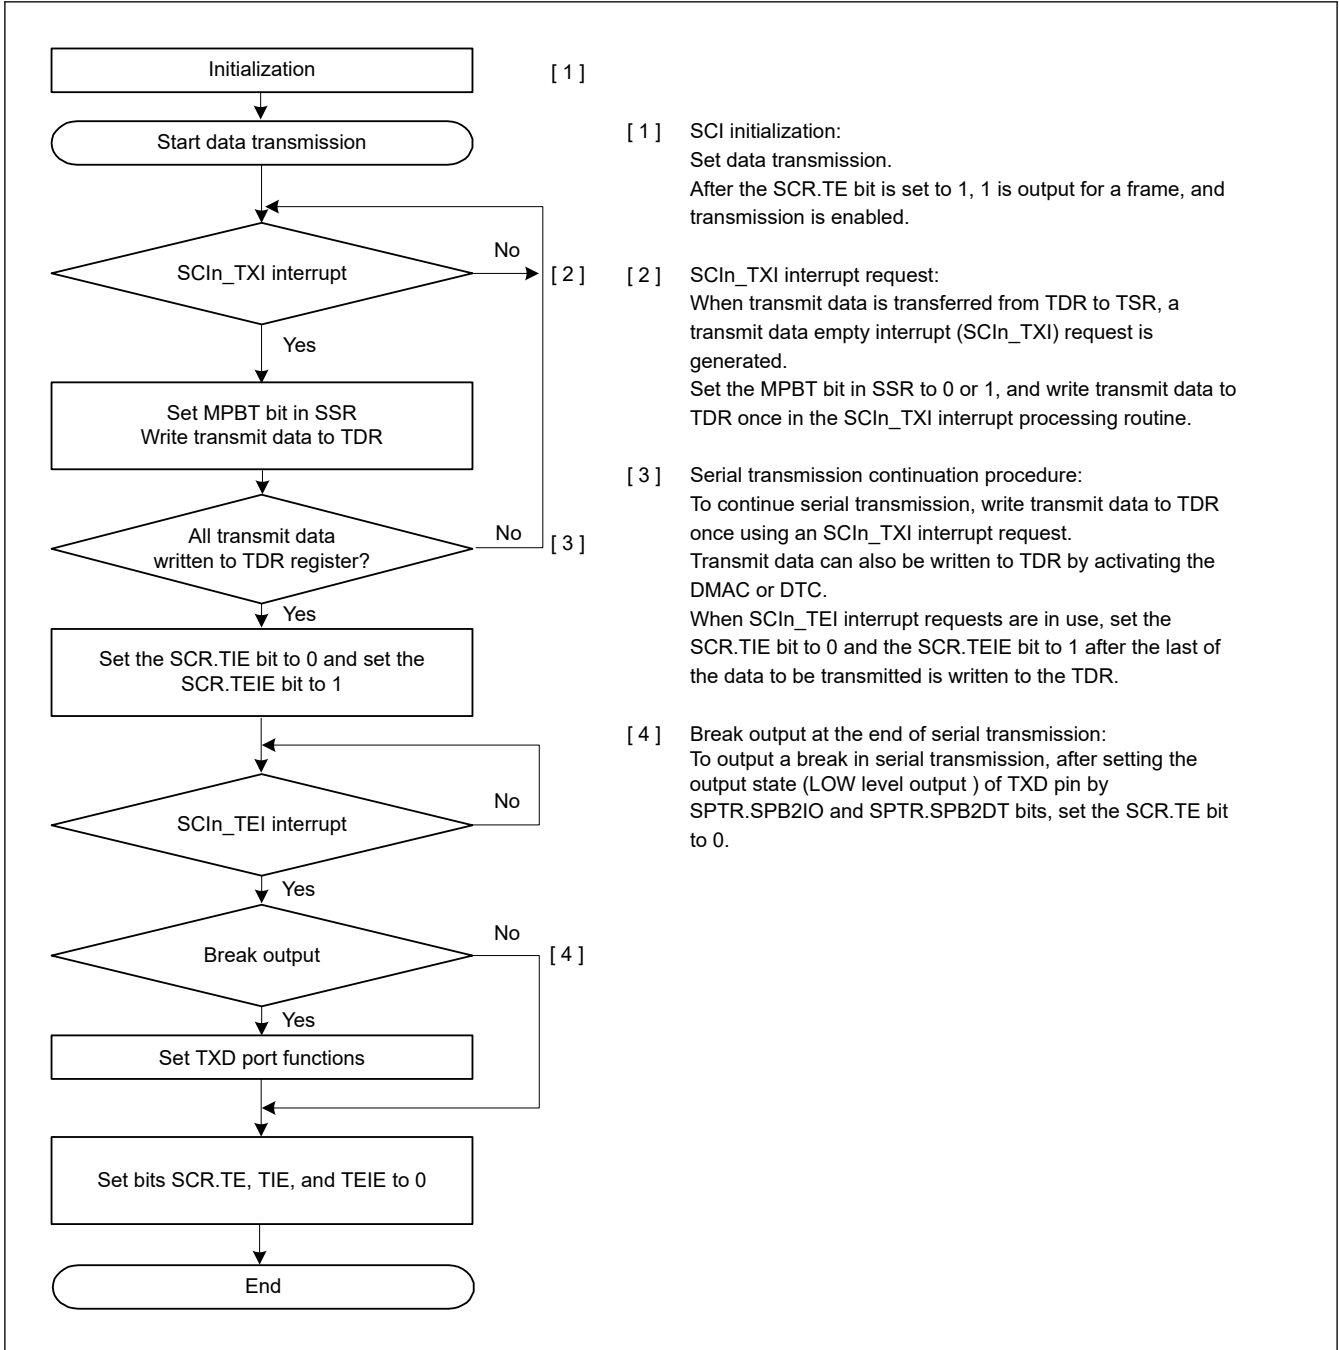 Initialization
[ 1 ]
Start data transmission
SCIn_TXI interrupt
No
[ 2 ]
Yes
Set MPBT bit in SSR
Write transmit data to TDR
All transmit data
written to TDR register?
No
[ 3 ]
Yes
Set the SCR.TIE bit to 0 and set the
SCR.TEIE bit to 1
SCIn_TEI interrupt
No
Yes
Break output
No
[ 4 ]
Yes
Set TXD port functions
Set bits SCR.TE, TIE, and TEIE to 0
End
[ 1 ] SCI initialization:
Set data transmission.
After the SCR.TE bit is set to 1, 1 is output for a frame, and
transmission is enabled.
[ 2 ] SCIn_TXI interrupt request:
When transmit data is transferred from TDR to TSR, a
transmit data empty interrupt (SCIn_TXI) request is
generated.
Set the MPBT bit in SSR to 0 or 1, and write transmit data to
TDR once in the SCIn_TXI interrupt processing routine.
[ 3 ] Serial transmission continuation procedure:
To continue serial transmission, write transmit data to TDR
once using an SCIn_TXI interrupt request.
Transmit data can also be written to TDR by activating the
DMAC or DTC.
When SCIn_TEI interrupt requests are in use, set the
SCR.TIE bit to 0 and the SCR.TEIE bit to 1 after the last of
the data to be transmitted is written to the TDR.
[ 4 ] Break output at the end of serial transmission:
To output a break in serial transmission, after setting the
output state (LOW level output ) of TXD pin by
SPTR.SPB2IO and SPTR.SPB2DT bits, set the SCR.TE bit
to 0.